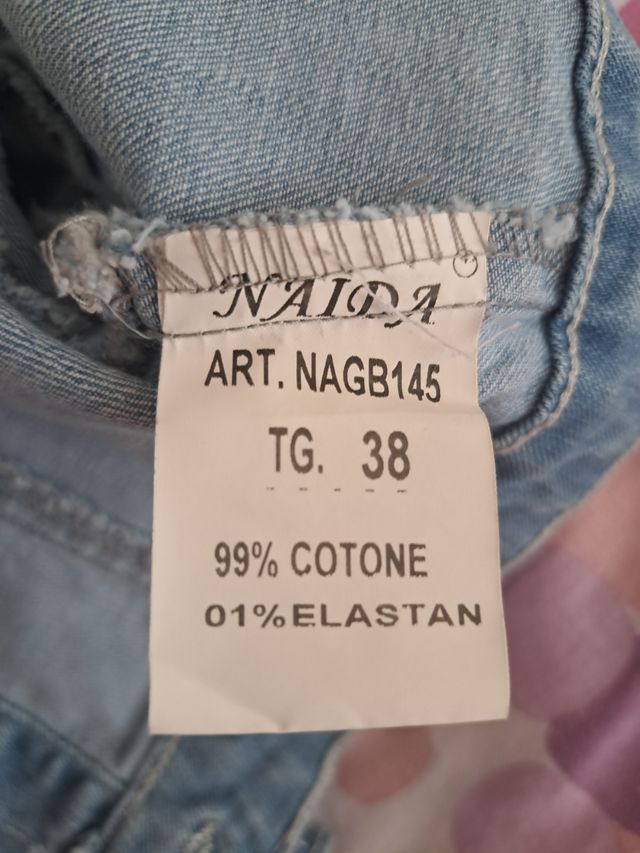 NAIDA
ART. NAGB145
TG. 38
99% COTONE
01%ELASTAN